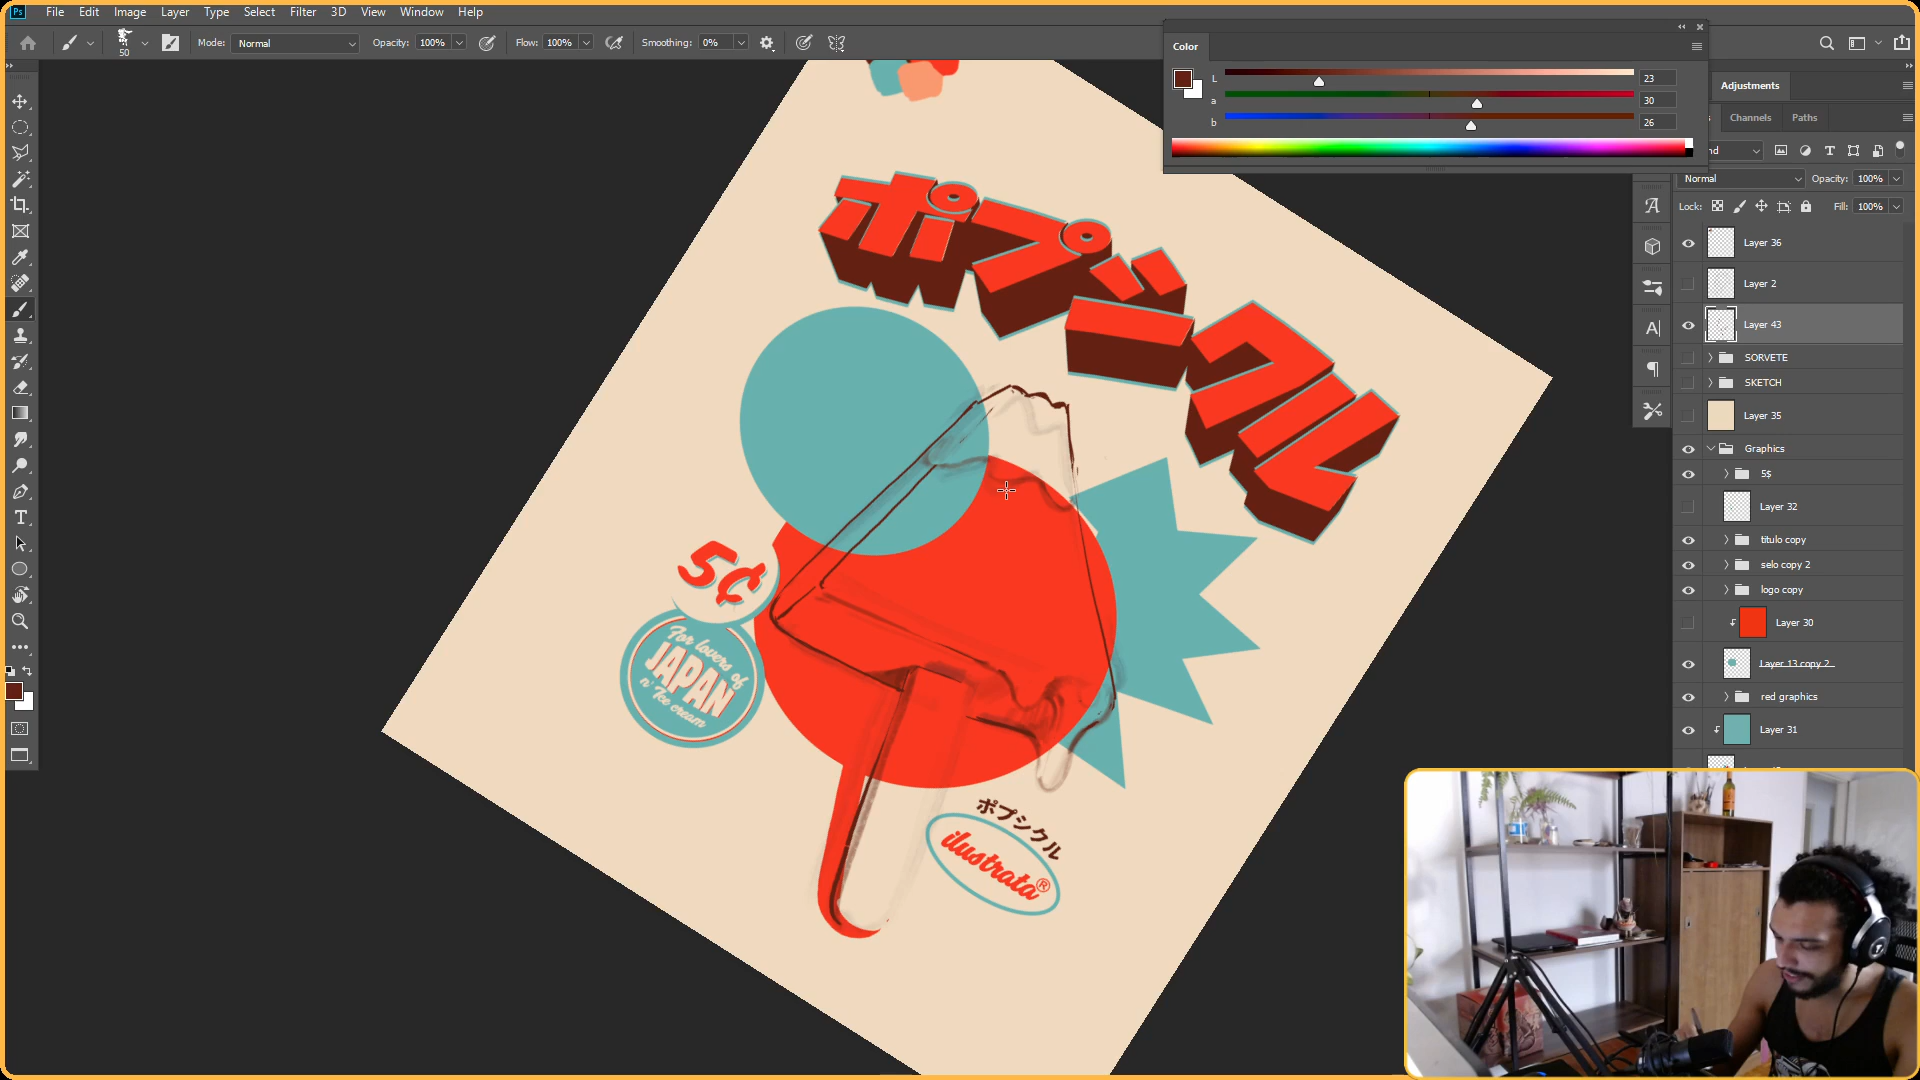 Ps File Edit Image Layer Type Select Filter 3D View Window Help
50 Mode: Normal Opacity: 100% Flow: 100% Smoothing: 0%
Color
L 23
a 30
b 26
Adjustments
Channels Paths
nd
Normal Opacity: 100%
Lock: Fill: 100%
Layer 36
Layer 2
Layer 43
SORVETE
SKETCH
Layer 35
Graphics
5$
Layer 32
titulo copy
selo copy 2
logo copy
Layer 30
Layer 13 copy 2
red graphics
Layer 31
ポプシークル
5¢
For lovers of
JAPAN
n' Ice cream
ポプシクル
ilustrata®